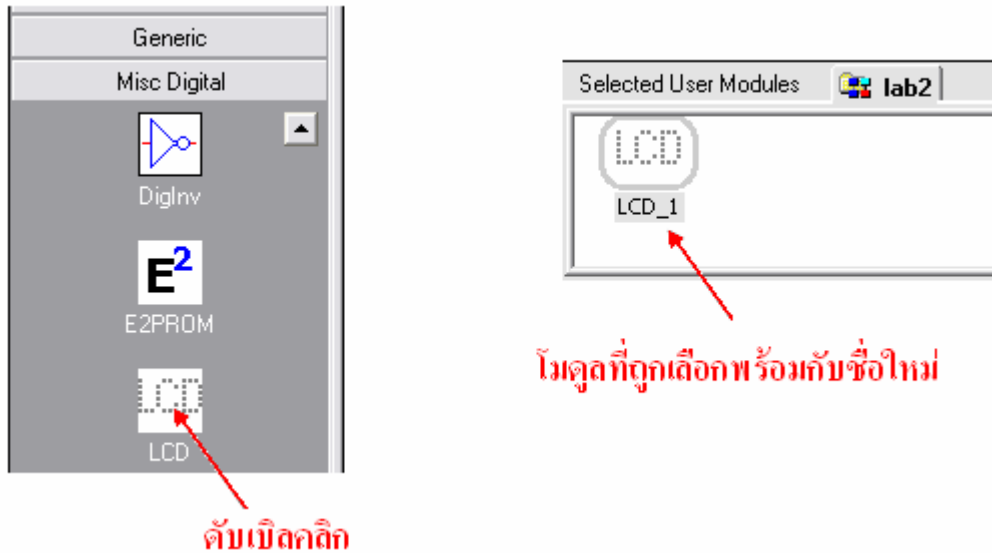 Generic
Misc Digital
DigInv
E2
E2PROM
LCD
LCD
ดับเบิลคลิก
Selected User Modules lab2
LCD
LCD_1
โมดูลที่ถูกเลือกพร้อมกับชื่อใหม่